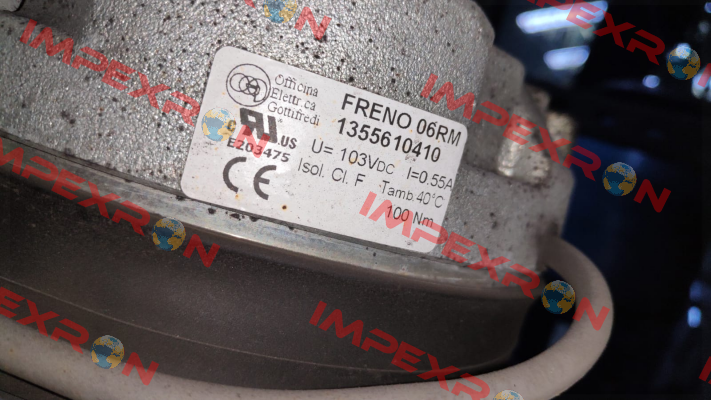 Officina
Elettrica
Gottifredi
FRENO 06RM
1355610410
c RU US
E203475
U= 103VDC I=0.55A
Isol. Cl. F Tamb.40°C
CE
100 Nm
IMPEXRON
IMPEXRON
IMPEXRON
IMPEXRON
IMPEXRON
IMPEXRON